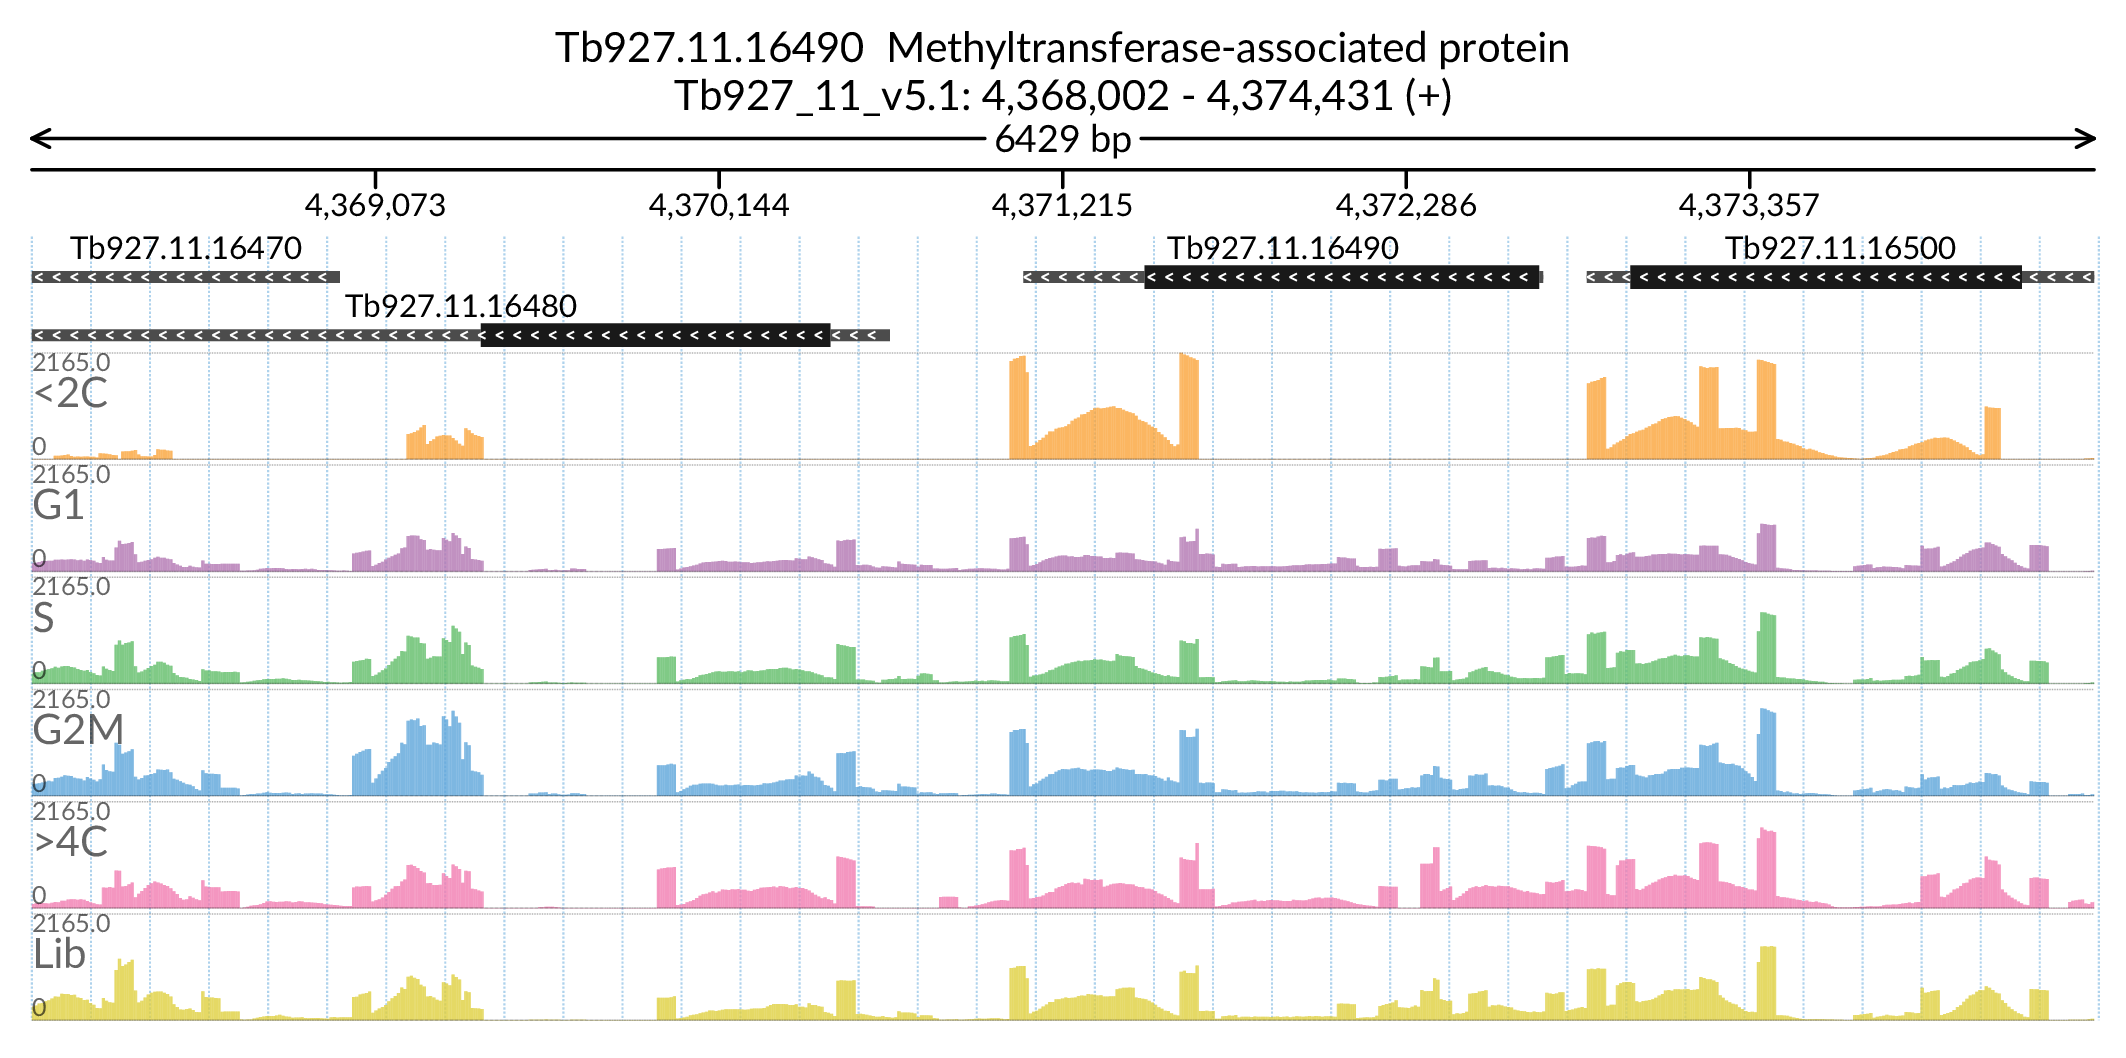 Tb927.11.16490  Methyltransferase-associated protein
Tb927_11_v5.1: 4,368,002 - 4,374,431 (+)
6429 bp
4,369,073 4,370,144 4,371,215 4,372,286 4,373,357
Tb927.11.16470 Tb927.11.16490 Tb927.11.16500
Tb927.11.16480
2165.0
<2C
0
2165.0
G1
0
2165.0
S
0
2165.0
G2M
0
2165.0
>4C
0
2165.0
Lib
0